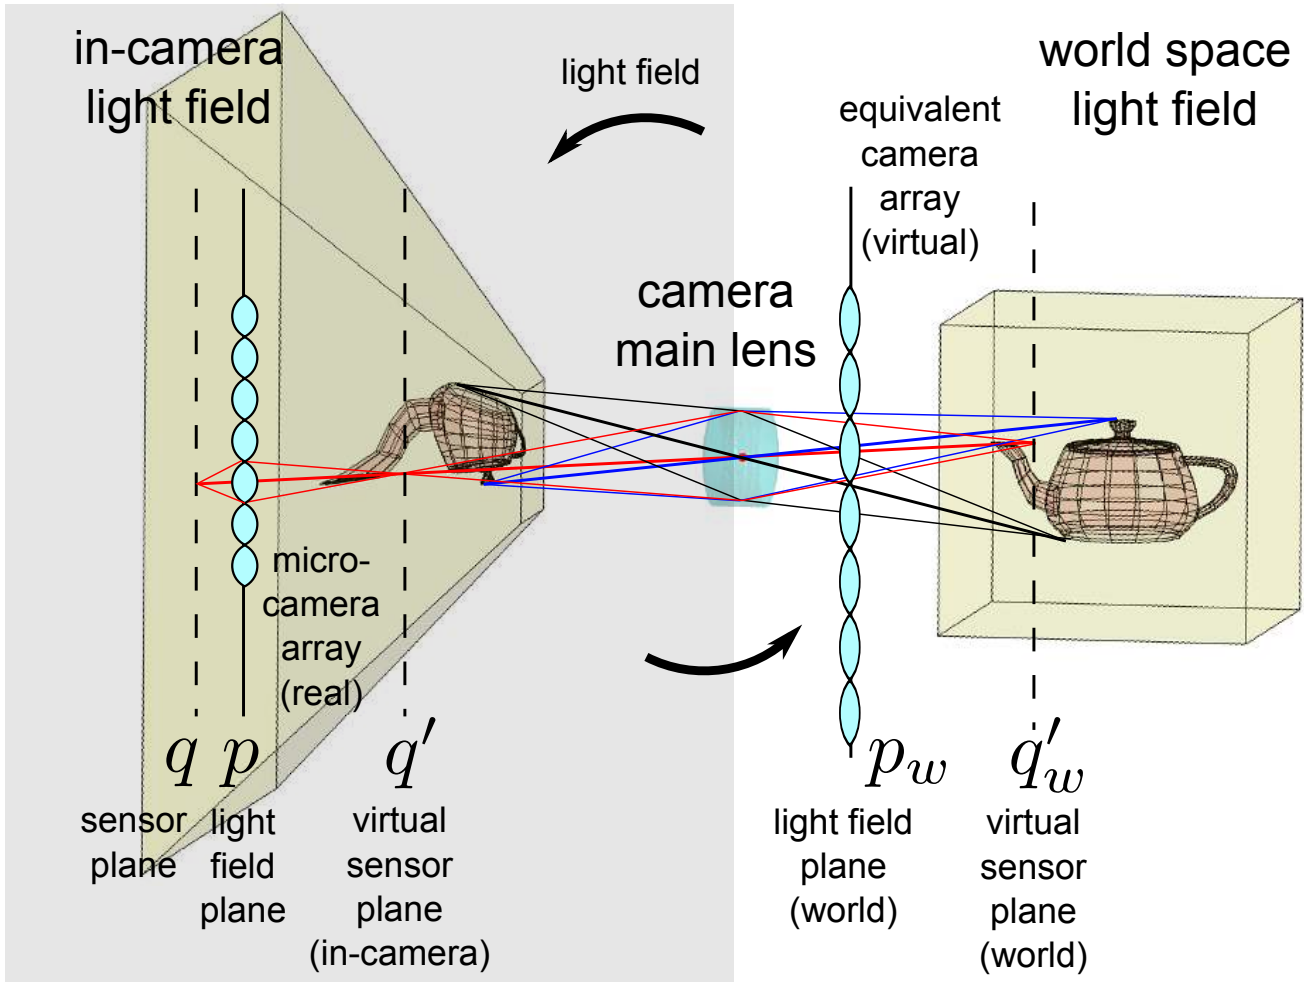 in-camera
light field
light field
world space
light field
equivalent
camera
array
(virtual)
camera
main lens
micro-
camera
array
(real)
q
p
q′
p_w
q′_w
sensor
plane
light
field
plane
virtual
sensor
plane
(in-camera)
light field
plane
(world)
virtual
sensor
plane
(world)